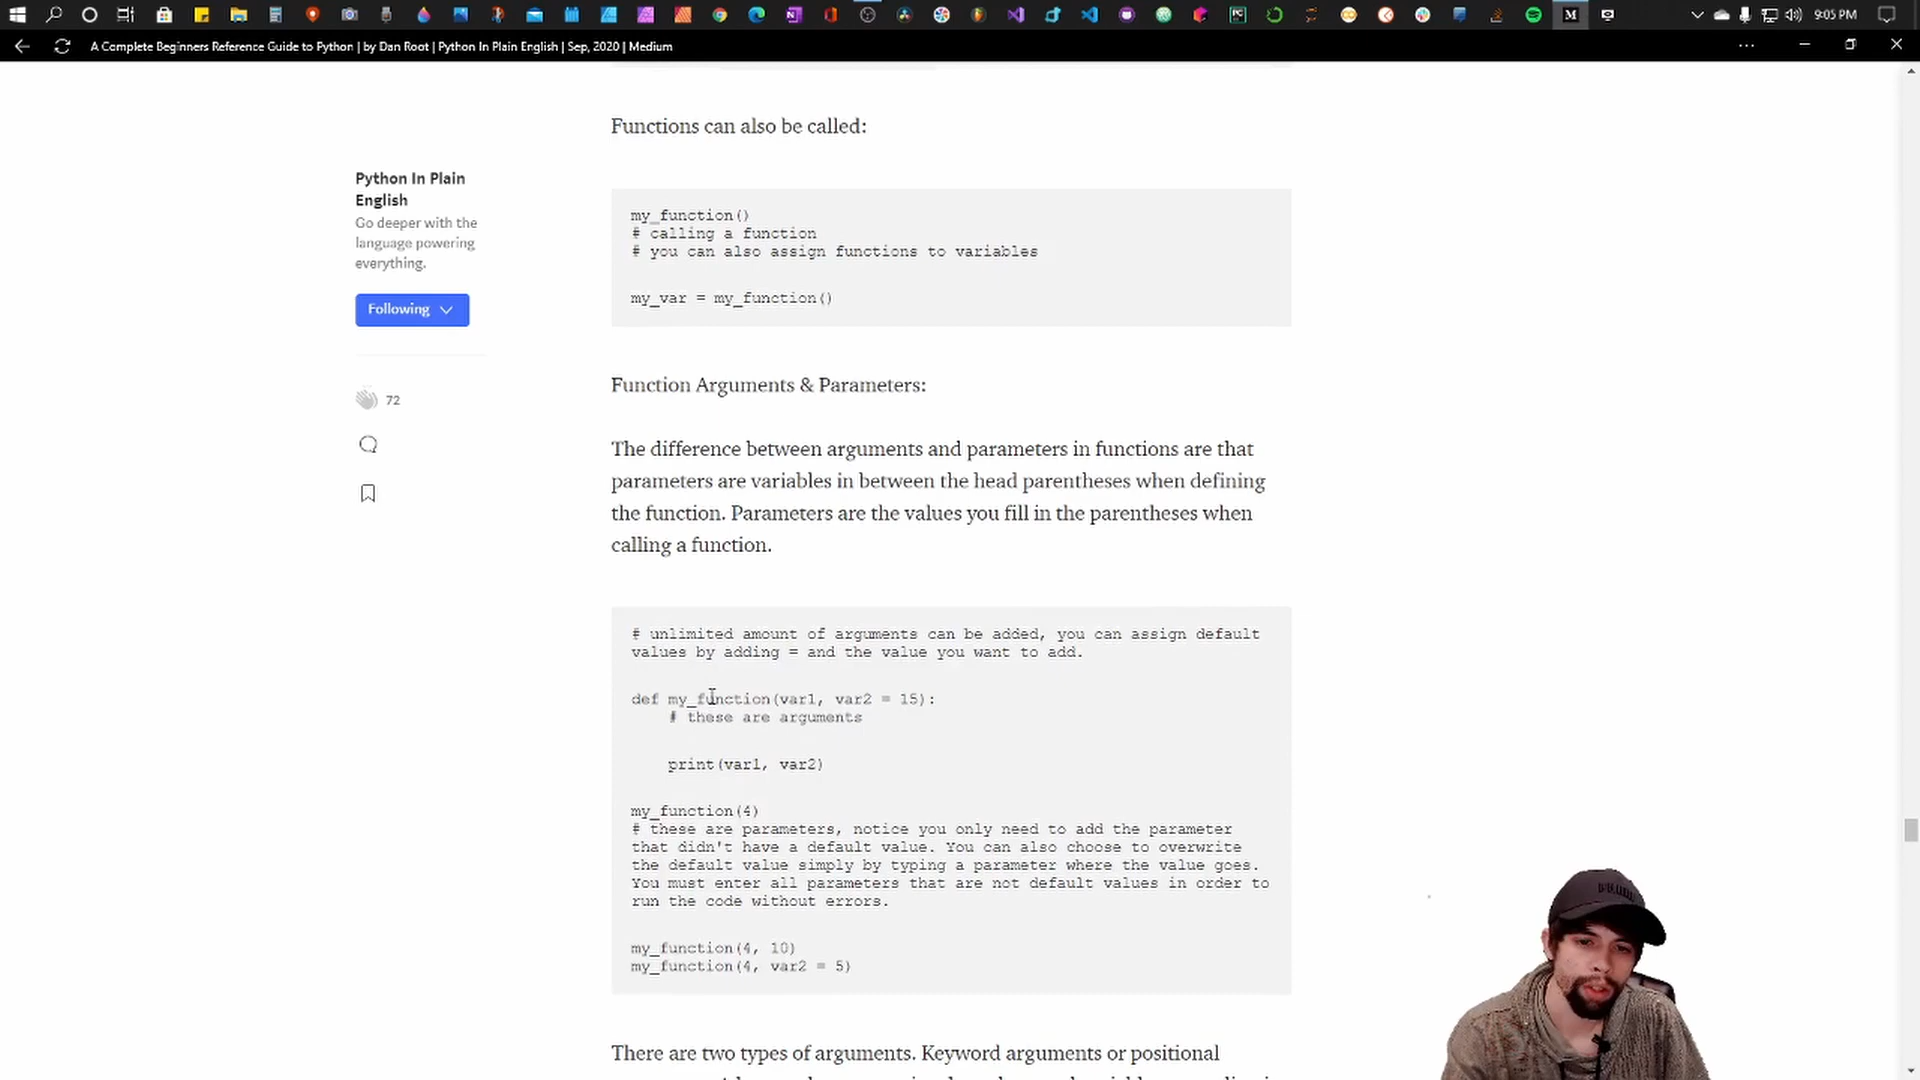 9:05 PM
A Complete Beginners Reference Guide to Python | by Dan Root | Python In Plain English | Sep, 2020 | Medium
Functions can also be called:
Python In Plain
English
Go deeper with the
language powering
everything.
Following
72
my_function()
# calling a function
# you can also assign functions to variables
my_var = my_function()
Function Arguments & Parameters:
The difference between arguments and parameters in functions are that
parameters are variables in between the head parentheses when defining
the function. Parameters are the values you fill in the parentheses when
calling a function.
# unlimited amount of arguments can be added, you can assign default
values by adding = and the value you want to add.
def my_function(var1, var2 = 15):
# these are arguments
print(var1, var2)
my_function(4)
# these are parameters, notice you only need to add the parameter
that didn't have a default value. You can also choose to overwrite
the default value simply by typing a parameter where the value goes.
You must enter all parameters that are not default values in order to
run the code without errors.
my_function(4, 10)
my_function(4, var2 = 5)
There are two types of arguments. Keyword arguments or positional